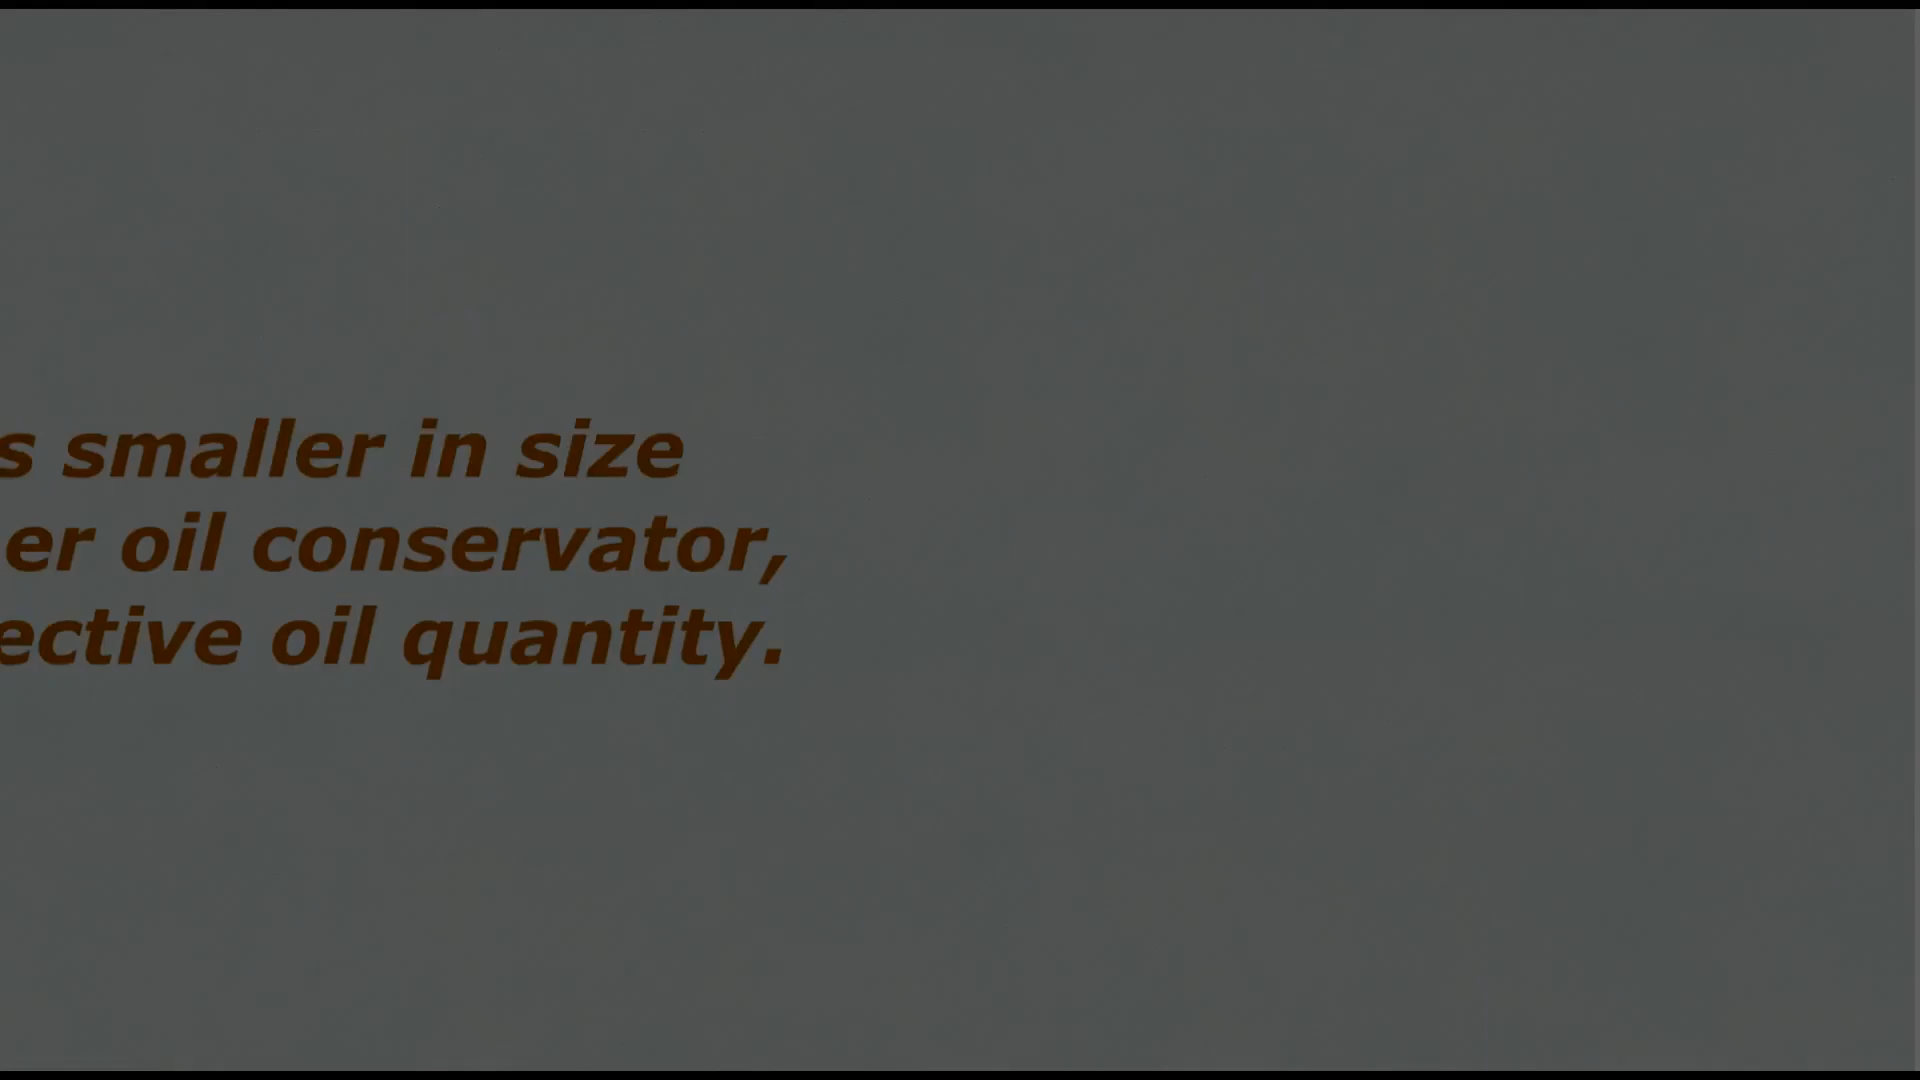 s smaller in size
er oil conservator,
ective oil quantity.